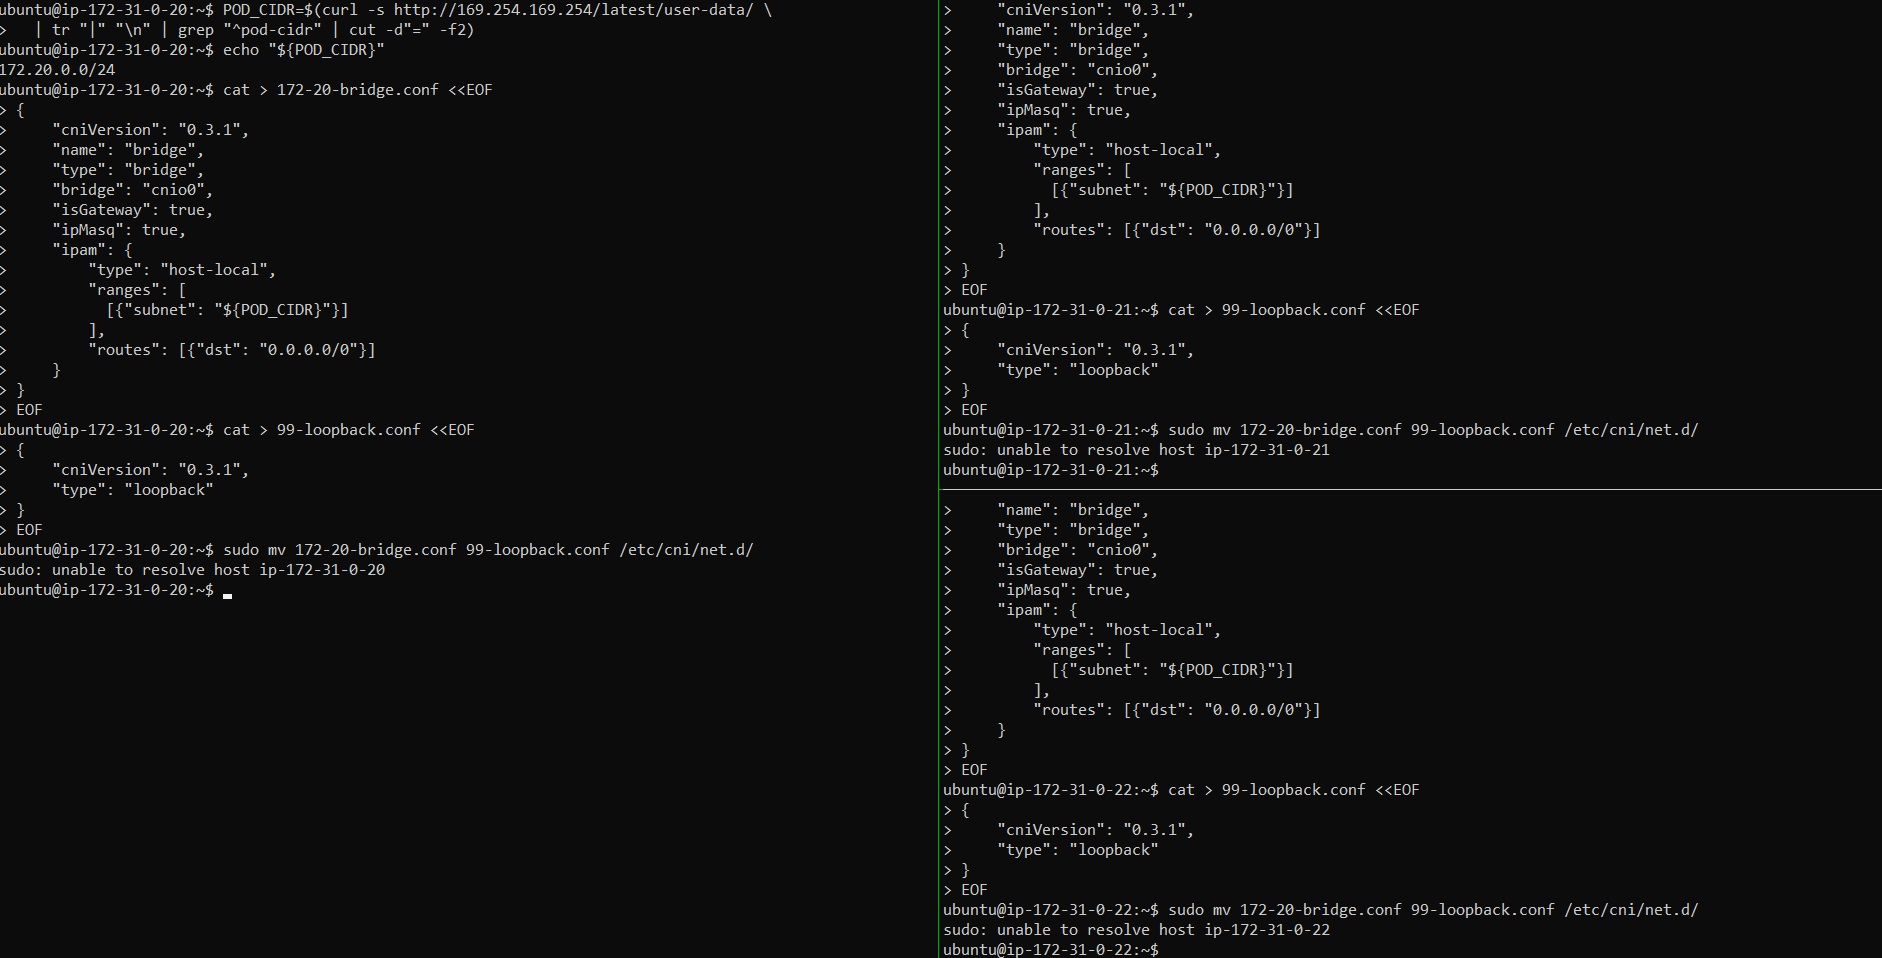 ubuntu@ip-172-31-0-20:~$ POD_CIDR=$(curl -s http://169.254.169.254/latest/user-data/ \
>   | tr "|" "\n" | grep "^pod-cidr" | cut -d"=" -f2)
ubuntu@ip-172-31-0-20:~$ echo "${POD_CIDR}"
172.20.0.0/24
ubuntu@ip-172-31-0-20:~$ cat > 172-20-bridge.conf <<EOF
> {
>     "cniVersion": "0.3.1",
>     "name": "bridge",
>     "type": "bridge",
>     "bridge": "cnio0",
>     "isGateway": true,
>     "ipMasq": true,
>     "ipam": {
>         "type": "host-local",
>         "ranges": [
>           [{"subnet": "${POD_CIDR}"}]
>         ],
>         "routes": [{"dst": "0.0.0.0/0"}]
>     }
> }
> EOF
ubuntu@ip-172-31-0-20:~$ cat > 99-loopback.conf <<EOF
> {
>     "cniVersion": "0.3.1",
>     "type": "loopback"
> }
> EOF
ubuntu@ip-172-31-0-20:~$ sudo mv 172-20-bridge.conf 99-loopback.conf /etc/cni/net.d/
sudo: unable to resolve host ip-172-31-0-20
ubuntu@ip-172-31-0-20:~$
>     "cniVersion": "0.3.1",
>     "name": "bridge",
>     "type": "bridge",
>     "bridge": "cnio0",
>     "isGateway": true,
>     "ipMasq": true,
>     "ipam": {
>         "type": "host-local",
>         "ranges": [
>           [{"subnet": "${POD_CIDR}"}]
>         ],
>         "routes": [{"dst": "0.0.0.0/0"}]
>     }
> }
> EOF
ubuntu@ip-172-31-0-21:~$ cat > 99-loopback.conf <<EOF
> {
>     "cniVersion": "0.3.1",
>     "type": "loopback"
> }
> EOF
ubuntu@ip-172-31-0-21:~$ sudo mv 172-20-bridge.conf 99-loopback.conf /etc/cni/net.d/
sudo: unable to resolve host ip-172-31-0-21
ubuntu@ip-172-31-0-21:~$
>     "name": "bridge",
>     "type": "bridge",
>     "bridge": "cnio0",
>     "isGateway": true,
>     "ipMasq": true,
>     "ipam": {
>         "type": "host-local",
>         "ranges": [
>           [{"subnet": "${POD_CIDR}"}]
>         ],
>         "routes": [{"dst": "0.0.0.0/0"}]
>     }
> }
> EOF
ubuntu@ip-172-31-0-22:~$ cat > 99-loopback.conf <<EOF
> {
>     "cniVersion": "0.3.1",
>     "type": "loopback"
> }
> EOF
ubuntu@ip-172-31-0-22:~$ sudo mv 172-20-bridge.conf 99-loopback.conf /etc/cni/net.d/
sudo: unable to resolve host ip-172-31-0-22
ubuntu@ip-172-31-0-22:~$